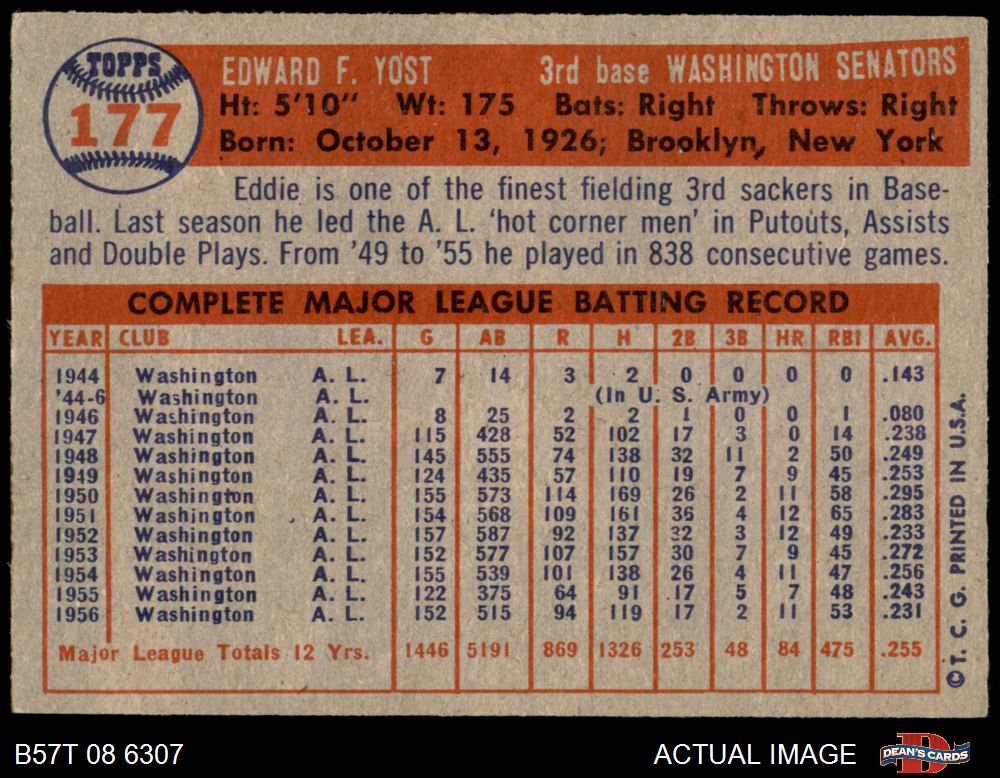 TOPPS
177
EDWARD F. YOST 3rd base WASHINGTON SENATORS
Ht: 5'10" Wt: 175 Bats: Right Throws: Right
Born: October 13, 1926; Brooklyn, New York
Eddie is one of the finest fielding 3rd sackers in Base-
ball. Last season he led the A. L. 'hot corner men' in Putouts, Assists
and Double Plays. From '49 to '55 he played in 838 consecutive games.
COMPLETE MAJOR LEAGUE BATTING RECORD
YEAR CLUB LEA. G AB R H 2B 3B HR RBI AVG.
1944 Washington A. L. 7 14 3 2 0 0 0 0 .143
'44-6 Washington A. L. (In U. S. Army)
1946 Washington A. L. 8 25 2 2 1 0 0 1 .080
1947 Washington A. L. 115 428 52 102 17 3 0 14 .238
1948 Washington A. L. 145 555 74 138 32 11 2 50 .249
1949 Washington A. L. 124 435 57 110 19 7 9 45 .253
1950 Washington A. L. 155 573 114 169 26 2 11 58 .295
1951 Washington A. L. 154 568 109 161 36 4 12 65 .283
1952 Washington A. L. 157 587 92 137 32 3 12 49 .233
1953 Washington A. L. 152 577 107 157 30 7 9 45 .272
1954 Washington A. L. 155 539 101 138 26 4 11 47 .256
1955 Washington A. L. 122 375 64 91 17 5 7 48 .243
1956 Washington A. L. 152 515 94 119 17 2 11 53 .231
Major League Totals 12 Yrs. 1446 5191 869 1326 253 48 84 475 .255
©T. C. G. PRINTED IN U.S.A.
B57T 08 6307 ACTUAL IMAGE DEAN'S CARDS